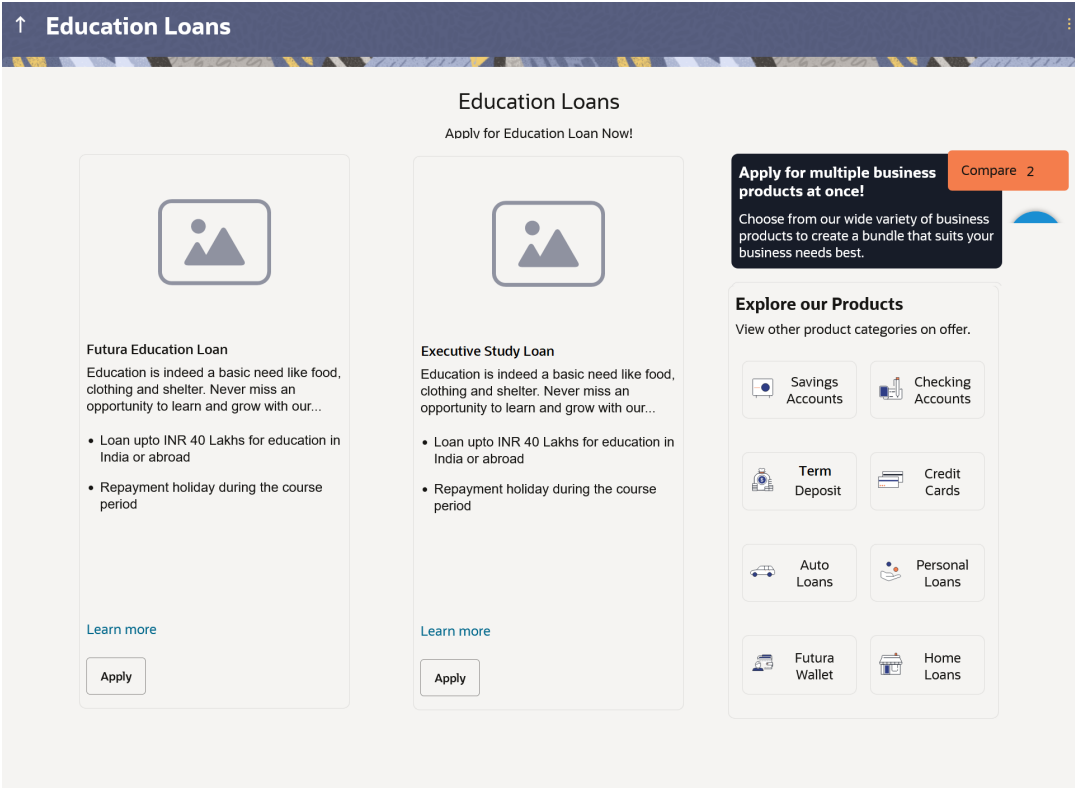 Education Loans
Education Loans
Apply for Education Loan Now!
Futura Education Loan
Education is indeed a basic need like food,
clothing and shelter. Never miss an
opportunity to learn and grow with our...
• Loan upto INR 40 Lakhs for education in
India or abroad
• Repayment holiday during the course
period
Learn more
Apply
Executive Study Loan
Education is indeed a basic need like food,
clothing and shelter. Never miss an
opportunity to learn and grow with our...
• Loan upto INR 40 Lakhs for education in
India or abroad
• Repayment holiday during the course
period
Learn more
Apply
Compare 2
Apply for multiple business
products at once!
Choose from our wide variety of business
products to create a bundle that suits your
business needs best.
Explore our Products
View other product categories on offer.
Savings
Accounts
Checking
Accounts
Term
Deposit
Credit
Cards
Auto
Loans
Personal
Loans
Futura
Wallet
Home
Loans